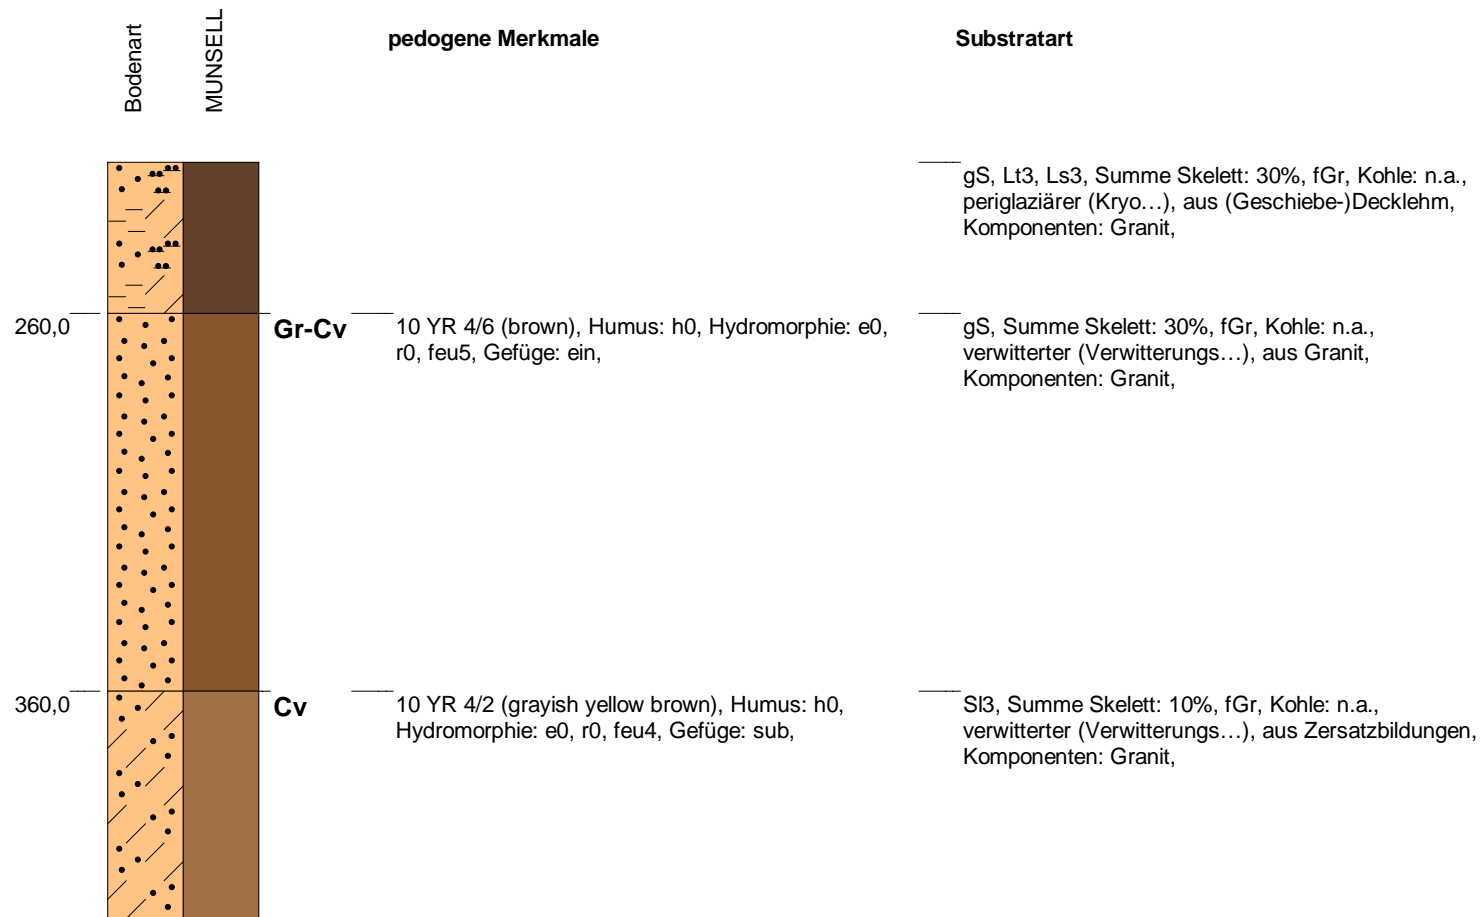 Bodenart
MUNSELL
pedogene Merkmale
Substratart
gS, Lt3, Ls3, Summe Skelett: 30%, fGr, Kohle: n.a.,
periglaziärer (Kryo…), aus (Geschiebe-)Decklehm,
Komponenten: Granit,
260,0
Gr-Cv
10 YR 4/6 (brown), Humus: h0, Hydromorphie: e0,
r0, feu5, Gefüge: ein,
gS, Summe Skelett: 30%, fGr, Kohle: n.a.,
verwitterter (Verwitterungs…), aus Granit,
Komponenten: Granit,
360,0
Cv
10 YR 4/2 (grayish yellow brown), Humus: h0,
Hydromorphie: e0, r0, feu4, Gefüge: sub,
Sl3, Summe Skelett: 10%, fGr, Kohle: n.a.,
verwitterter (Verwitterungs…), aus Zersatzbildungen,
Komponenten: Granit,